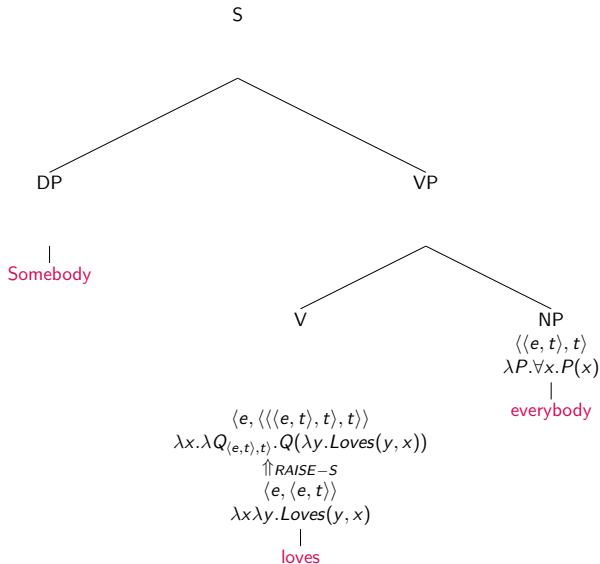 S
DP VP
Somebody
V NP
⟨⟨e, t⟩, t⟩
λP.∀x.P(x)
everybody
⟨e, ⟨⟨⟨e, t⟩, t⟩, t⟩⟩
λx.λQ⟨⟨e,t⟩,t⟩.Q(λy.Loves(y, x))
⇑RAISE−S
⟨e, ⟨e, t⟩⟩
λxλy.Loves(y, x)
loves